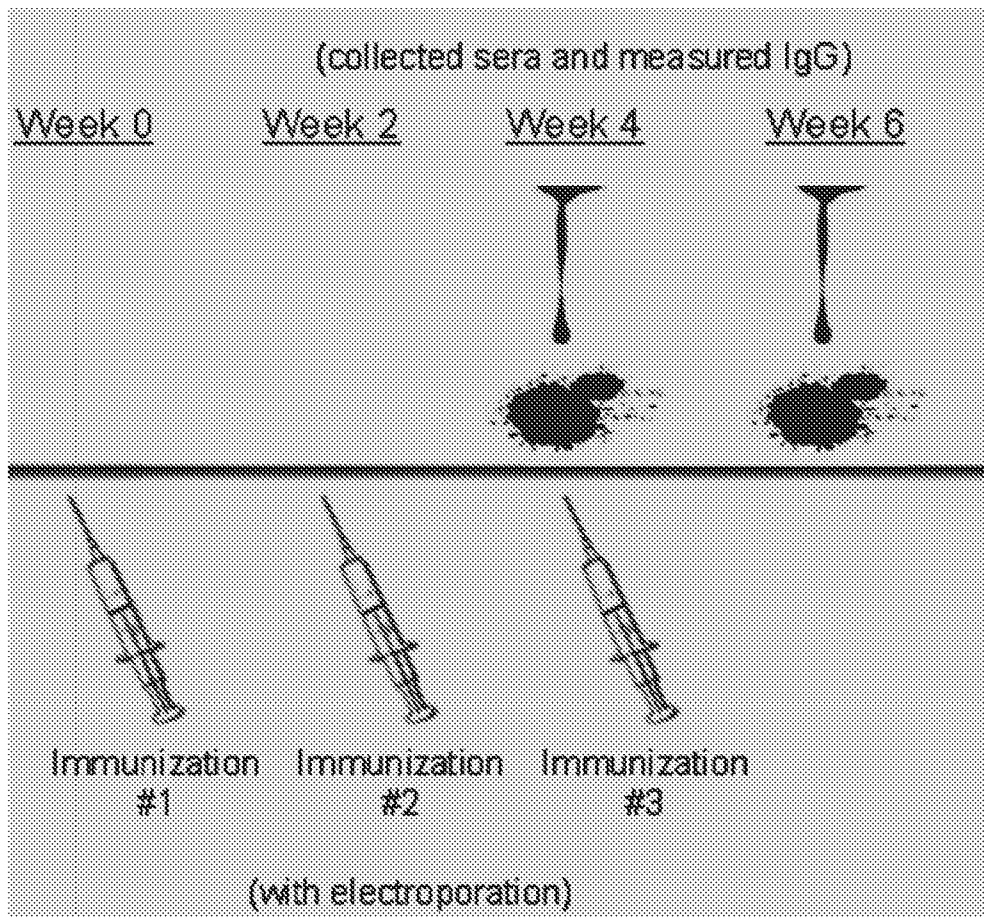 (collected sera and measured IgG)
Week 0 Week 2 Week 4 Week 6
Immunization Immunization Immunization
#1 #2 #3
(with electroporation)